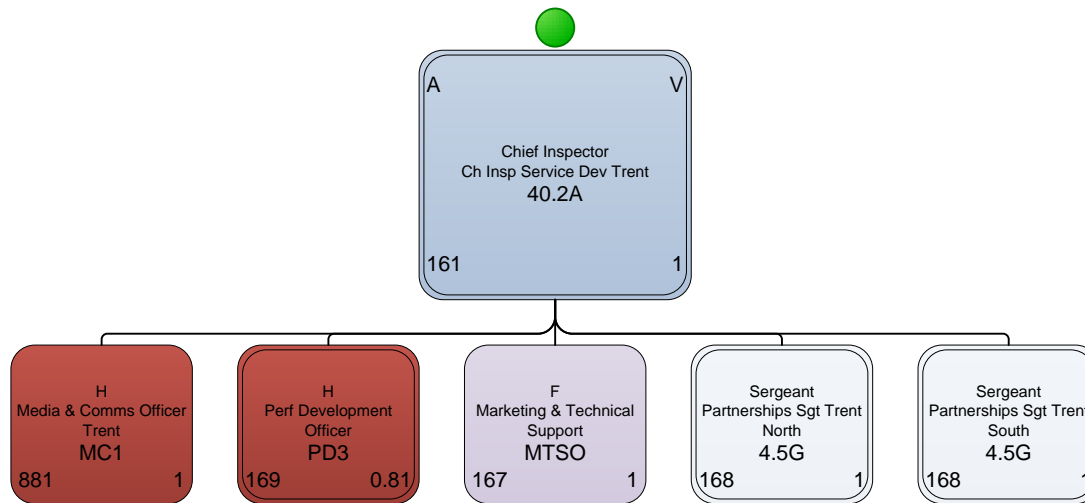 A V
Chief Inspector
Ch Insp Service Dev Trent
40.2A
161 1
H
Media & Comms Officer
Trent
MC1
881 1
H
Perf Development
Officer
PD3
169 0.81
F
Marketing & Technical
Support
MTSO
167 1
Sergeant
Partnerships Sgt Trent
North
4.5G
168 1
Sergeant
Partnerships Sgt Trent
South
4.5G
168 1